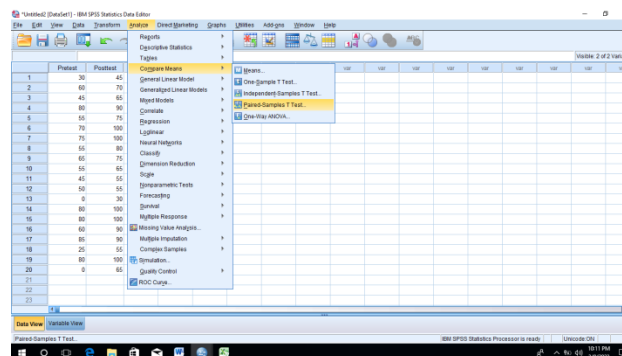 *Untitled2 [DataSet1] - IBM SPSS Statistics Data Editor
File Edit View Data Transform Analyze Direct Marketing Graphs Utilities Add-ons Window Help
Visible: 2 of 2 Vari
Pretest Posttest var var var var var var var
1 30 45
2 60 70
3 45 65
4 80 90
5 55 75
6 70 100
7 75 100
8 55 80
9 65 75
10 55 65
11 45 55
12 50 55
13 0 30
14 80 100
15 80 100
16 60 90
17 85 90
18 25 55
19 80 100
20 0 65
21
22
23
Reports
Descriptive Statistics
Tables
Compare Means
General Linear Model
Generalized Linear Models
Mixed Models
Correlate
Regression
Loglinear
Neural Networks
Classify
Dimension Reduction
Scale
Nonparametric Tests
Forecasting
Survival
Multiple Response
Missing Value Analysis...
Multiple Imputation
Complex Samples
Simulation...
Quality Control
ROC Curve...
Means...
One-Sample T Test...
Independent-Samples T Test...
Paired-Samples T Test...
One-Way ANOVA...
Data View Variable View
Paired-Samples T Test... IBM SPSS Statistics Processor is ready Unicode:ON
10:11 PM